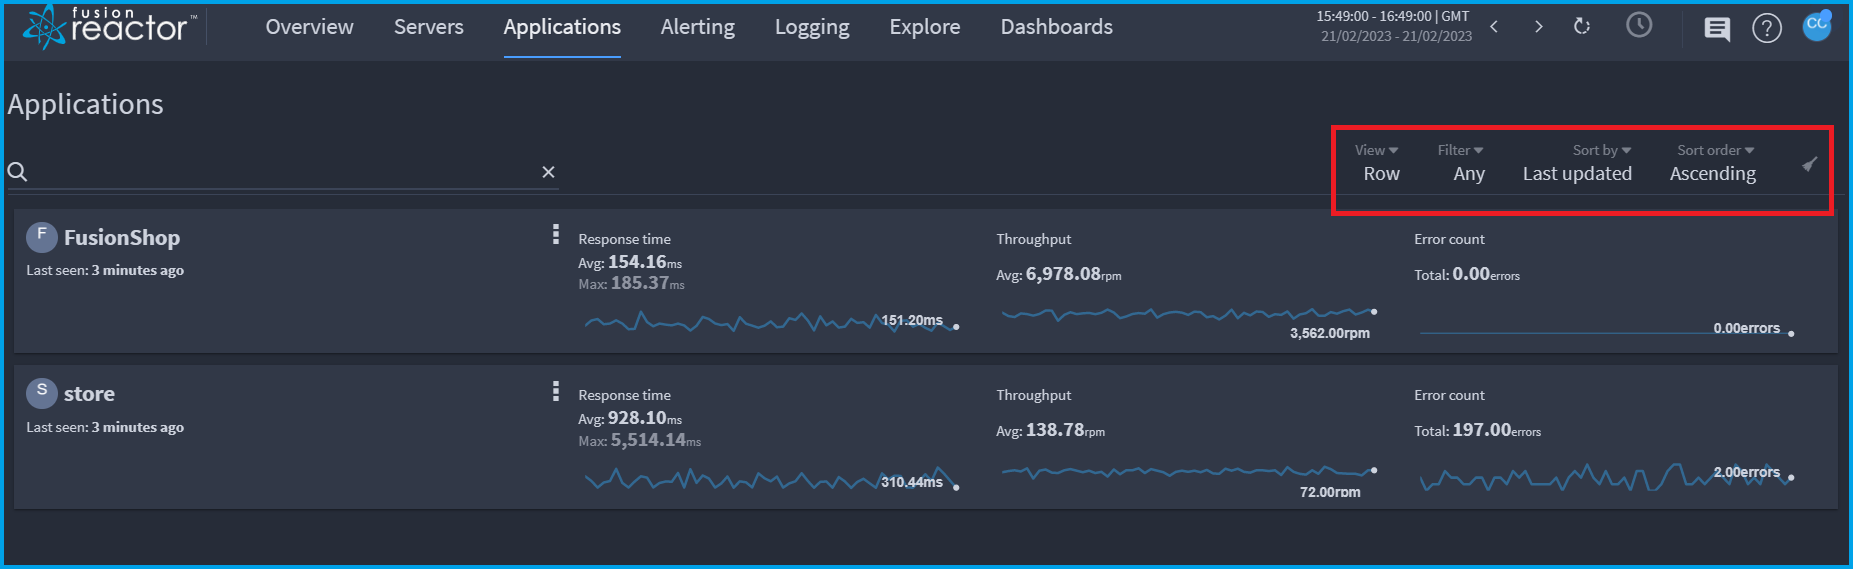 fusion
reactor™
Overview
Servers
Applications
Alerting
Logging
Explore
Dashboards
15:49:00 - 16:49:00 | GMT
21/02/2023 - 21/02/2023
?
CC
Applications
View
Row
Filter
Any
Sort by
Last updated
Sort order
Ascending
F
FusionShop
Last seen: 3 minutes ago
Response time
Avg: 154.16ms
Max: 185.37ms
151.20ms
Throughput
Avg: 6,978.08rpm
3,562.00rpm
Error count
Total: 0.00errors
0.00errors
S
store
Last seen: 3 minutes ago
Response time
Avg: 928.10ms
Max: 5,514.14ms
310.44ms
Throughput
Avg: 138.78rpm
72.00rpm
Error count
Total: 197.00errors
2.00errors